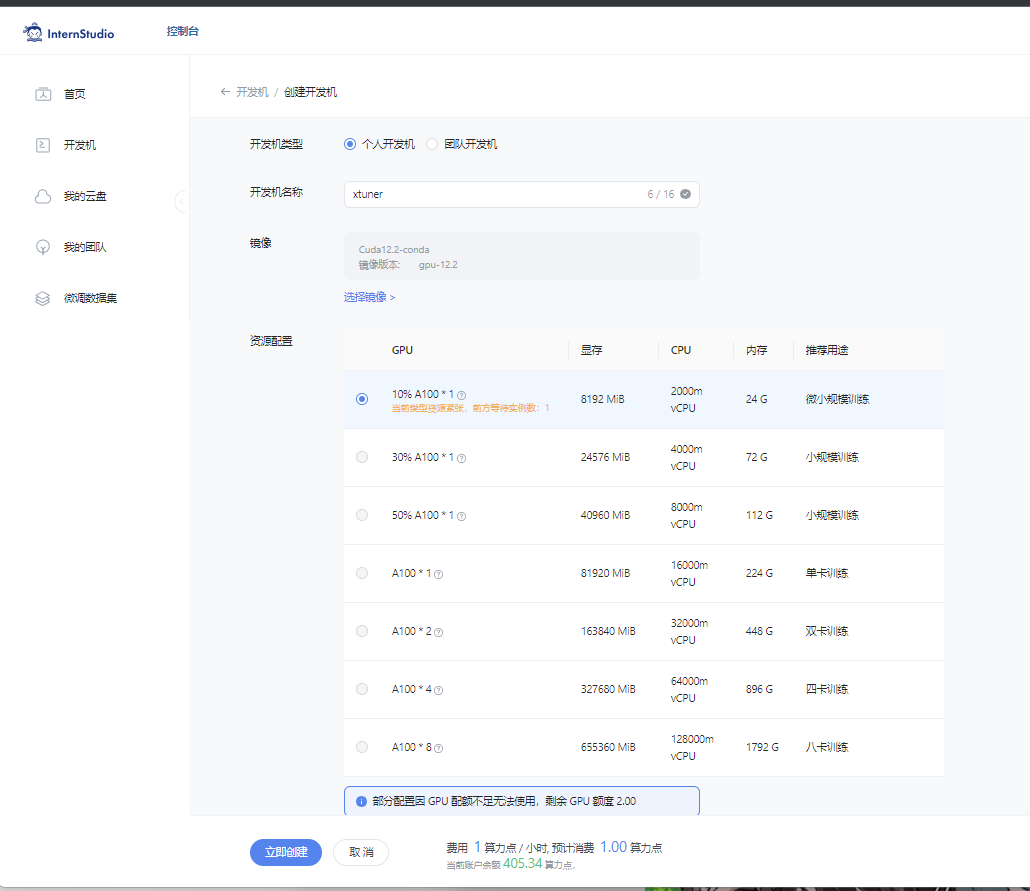 InternStudio
控制台
首页
开发机
我的云盘
我的团队
微调数据集
← 开发机 / 创建开发机
开发机类型 个人开发机 团队开发机
开发机名称 xtuner 6 / 16
镜像 Cuda12.2-conda
镜像版本: gpu-12.2
选择镜像 >
资源配置
GPU 显存 CPU 内存 推荐用途
10% A100 * 1 8192 MiB 2000m vCPU 24 G 微小规模训练
当前类型资源紧张，前方等待实例数：1
30% A100 * 1 24576 MiB 4000m vCPU 72 G 小规模训练
50% A100 * 1 40960 MiB 8000m vCPU 112 G 小规模训练
A100 * 1 81920 MiB 16000m vCPU 224 G 单卡训练
A100 * 2 163840 MiB 32000m vCPU 448 G 双卡训练
A100 * 4 327680 MiB 64000m vCPU 896 G 四卡训练
A100 * 8 655360 MiB 128000m vCPU 1792 G 八卡训练
部分配置因 GPU 配额不足无法使用，剩余 GPU 额度 2.00
立即创建 取 消
费用 1 算力点 / 小时, 预计消费 1.00 算力点
当前账户余额 405.34 算力点。